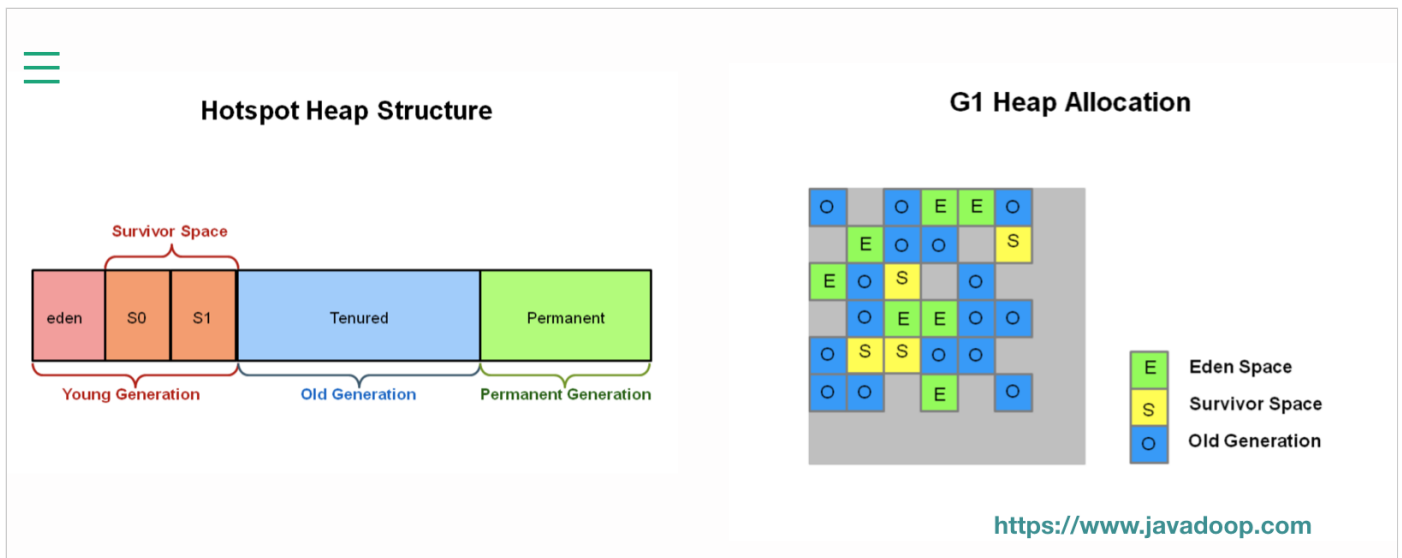 Hotspot Heap Structure
Survivor Space
eden S0 S1 Tenured Permanent
Young Generation Old Generation Permanent Generation
G1 Heap Allocation
O O E E O
E O O S
E O S O
O E E O O
O S S O O
O O E O
E Eden Space
S Survivor Space
O Old Generation
https://www.javadoop.com